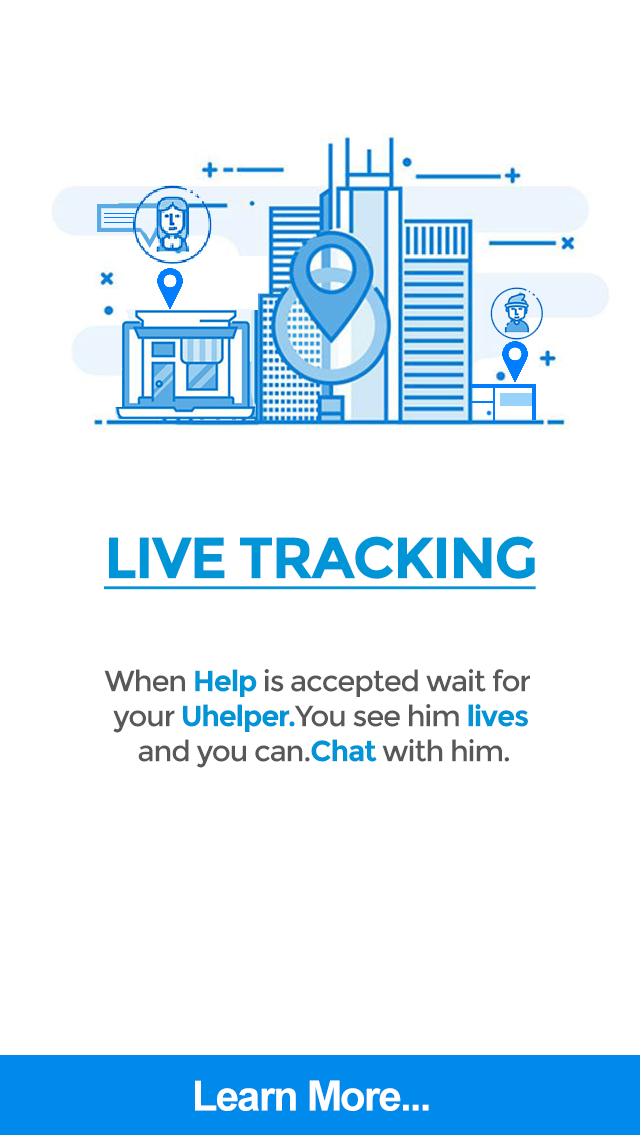 LIVE TRACKING
When Help is accepted wait for
your Uhelper.You see him lives
and you can.Chat with him.
Learn More...